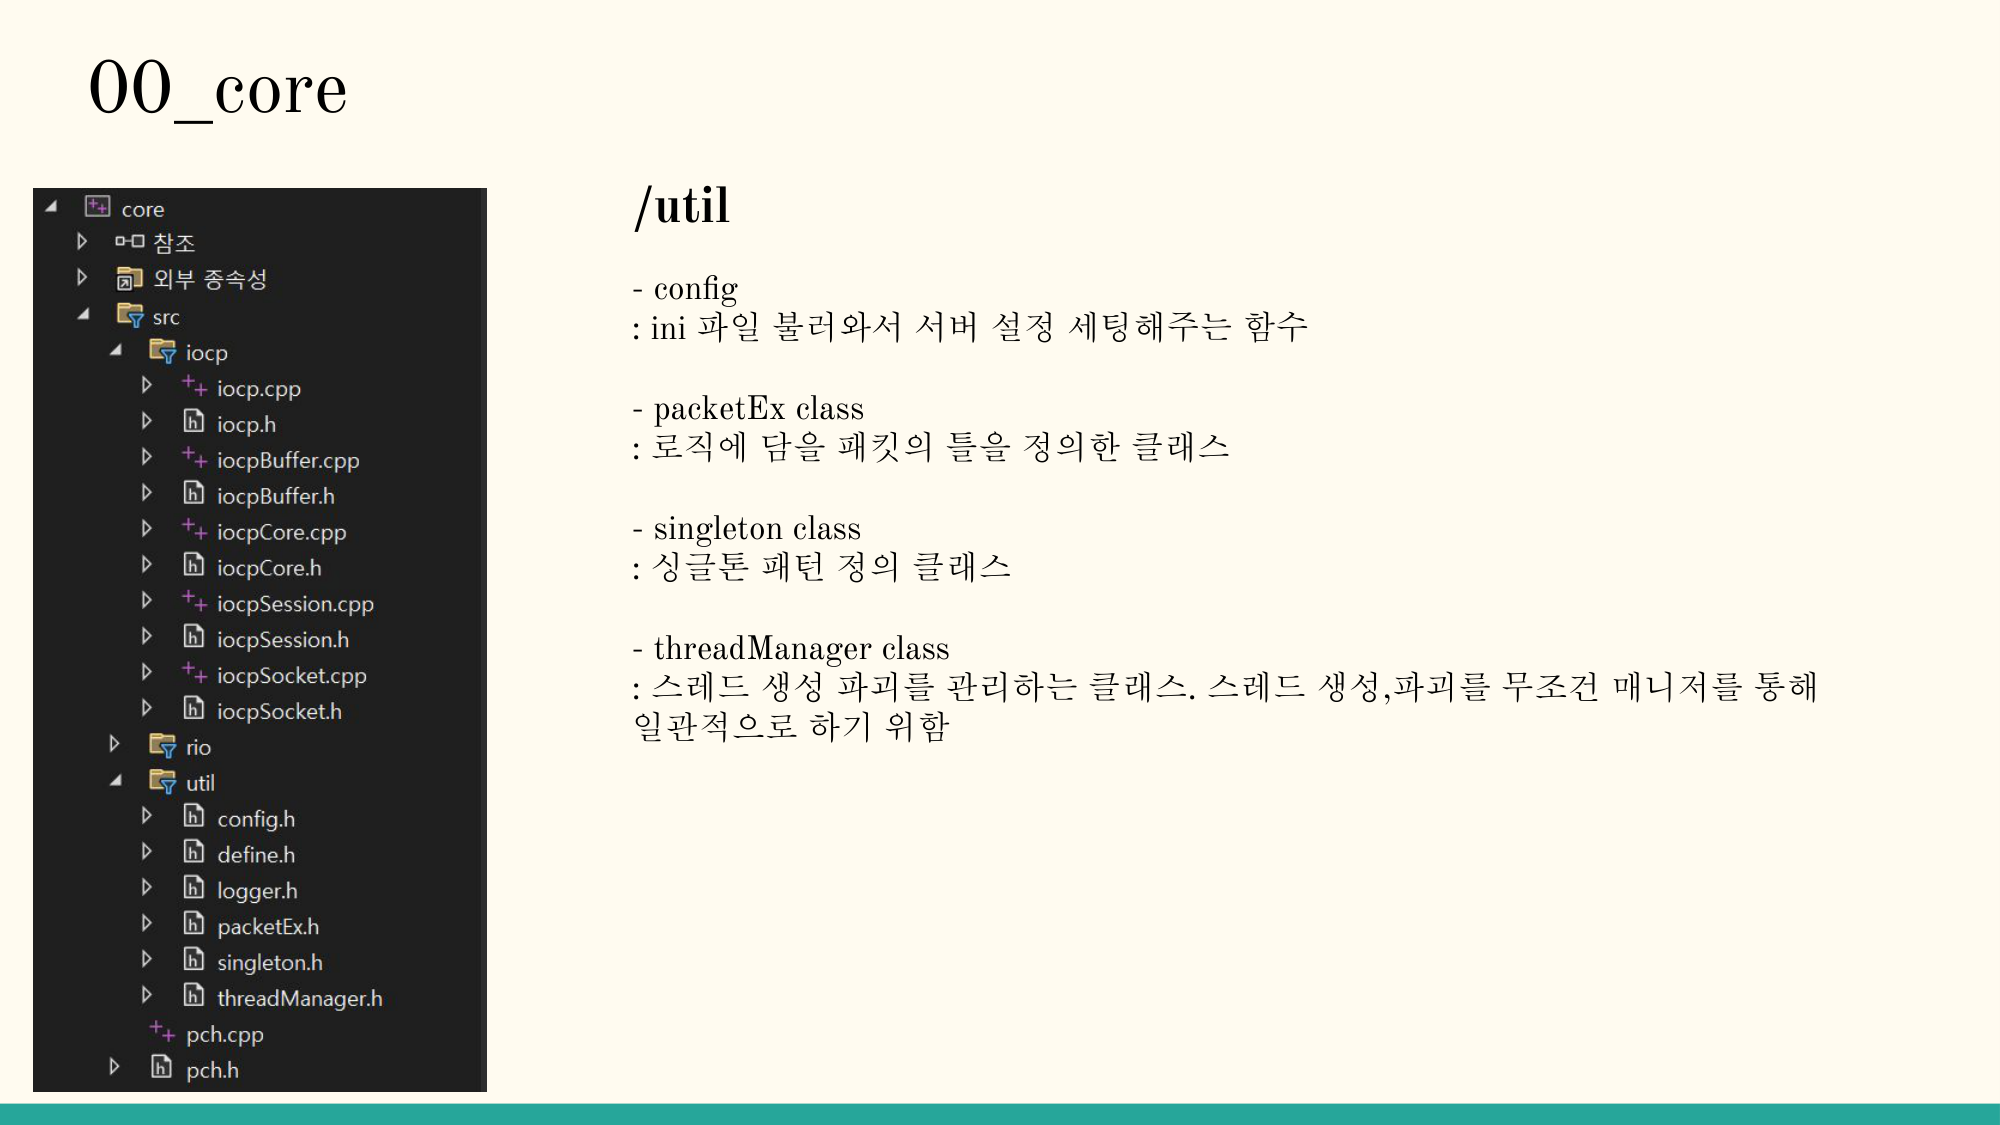 00_core
core
참조
외부 종속성
src
iocp
iocp.cpp
iocp.h
iocpBuffer.cpp
iocpBuffer.h
iocpCore.cpp
iocpCore.h
iocpSession.cpp
iocpSession.h
iocpSocket.cpp
iocpSocket.h
rio
util
config.h
define.h
logger.h
packetEx.h
singleton.h
threadManager.h
pch.cpp
pch.h
/util
- config
: ini 파일 불러와서 서버 설정 세팅해주는 함수
- packetEx class
: 로직에 담을 패킷의 틀을 정의한 클래스
- singleton class
: 싱글톤 패턴 정의 클래스
- threadManager class
: 스레드 생성 파괴를 관리하는 클래스. 스레드 생성,파괴를 무조건 매니저를 통해
일관적으로 하기 위함